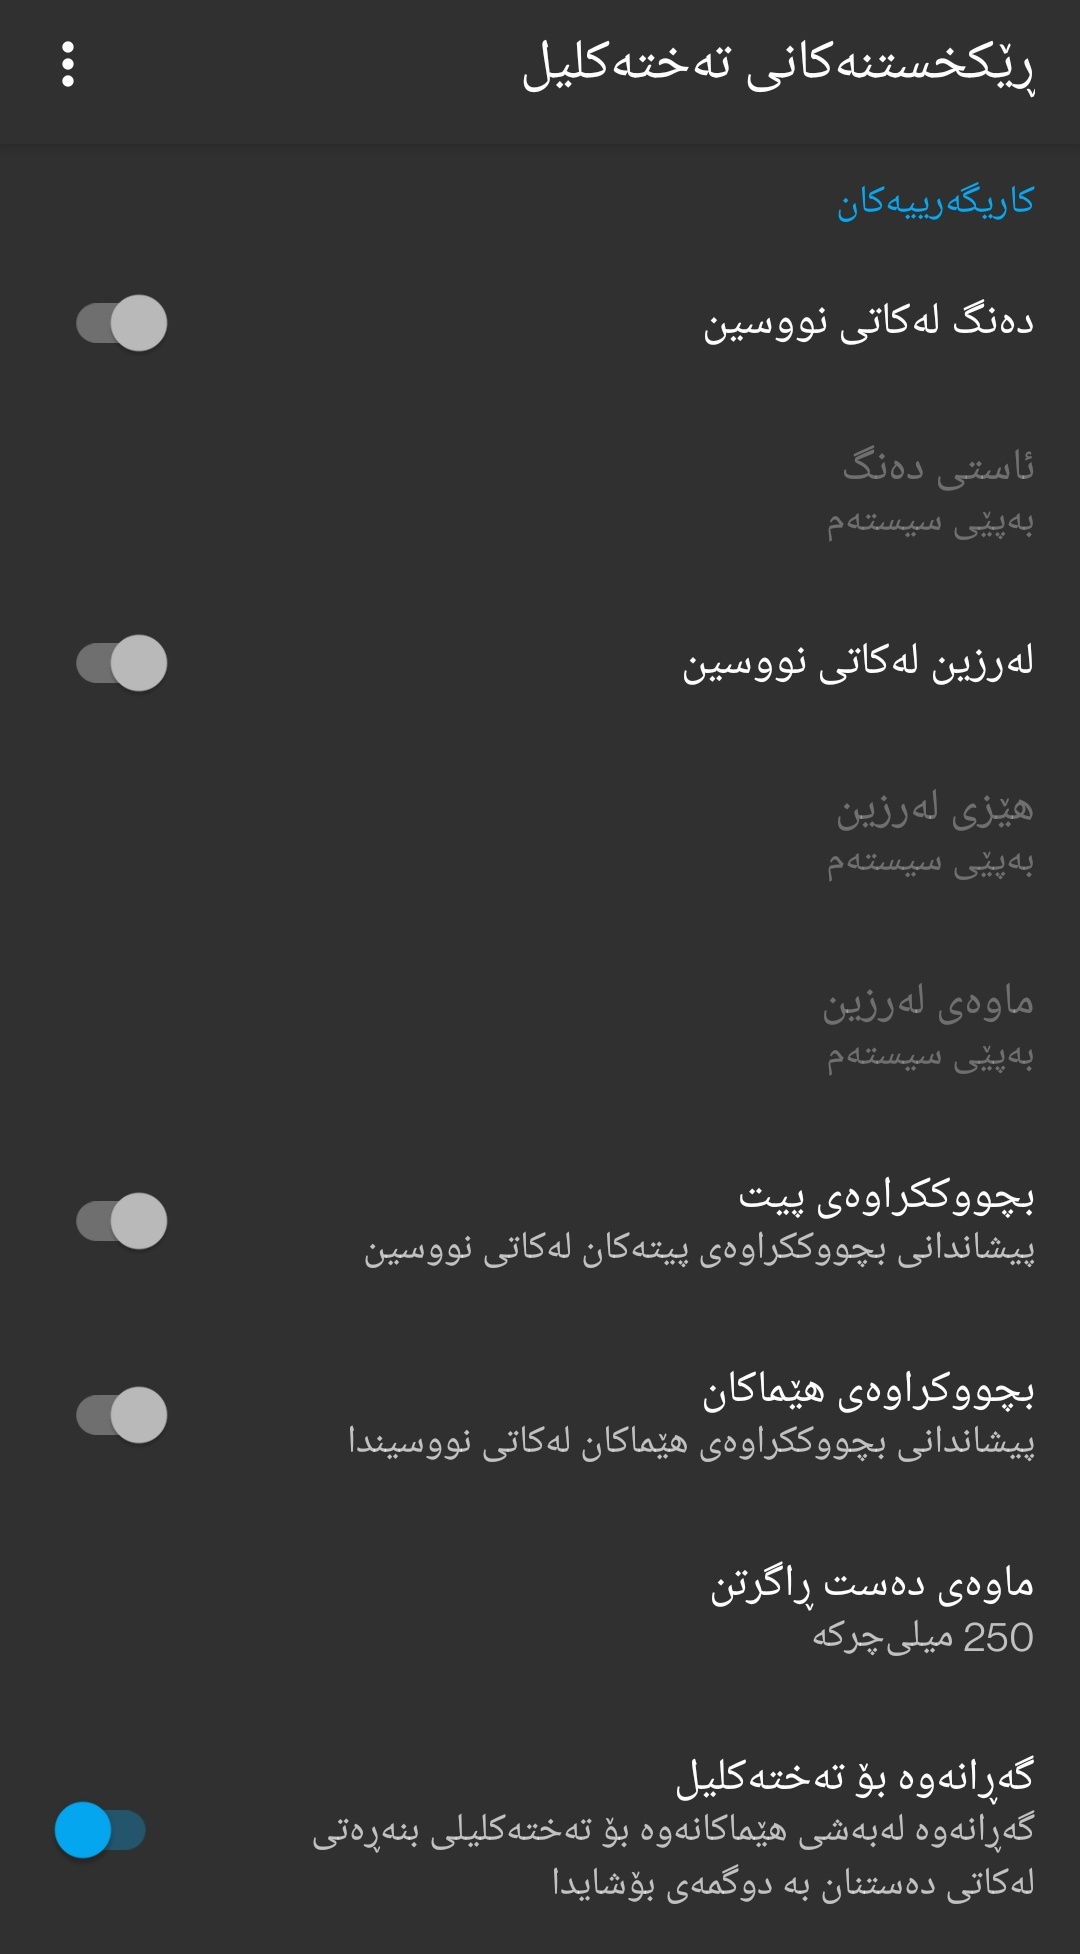 ڕێکخستنەکانی تەختەکلیل
کاریگەرییەکان
دەنگ لەکاتی نووسین
ئاستی دەنگ
بەپێی سیستەم
لەرزین لەکاتی نووسین
هێزی لەرزین
بەپێی سیستەم
ماوەی لەرزین
بەپێی سیستەم
بچووککراوەی پیت
پیشاندانی بچووککراوەی پیتەکان لەکاتی نووسین
بچووکراوەی هێماکان
پیشاندانی بچووککراوەی هێماکان لەکاتی نووسیندا
ماوەی دەست ڕاگرتن
250 میلی‌چرکە
گەڕانەوە بۆ تەختەکلیل
گەڕانەوە لەبەشی هێماکانەوە بۆ تەختەکلیلی بنەڕەتی
لەکاتی دەستنان بە دوگمەی بۆشایدا